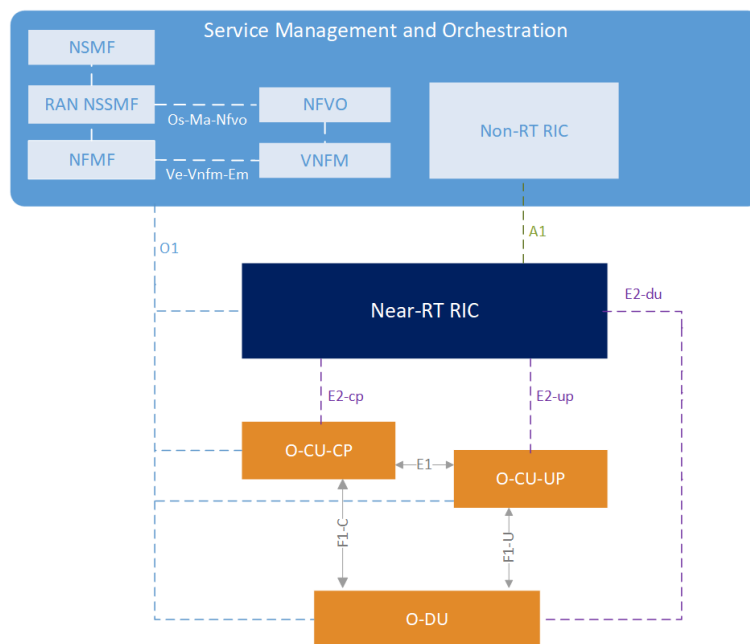 Service Management and Orchestration
NSMF
RAN NSSMF
NFVO
Os-Ma-Nfvo
Non-RT RIC
NFMF
VNFM
Ve-Vnfm-Em
A1
O1
E2-du
Near-RT RIC
E2-cp
E2-up
O-CU-CP
E1
O-CU-UP
F1-C
F1-U
O-DU